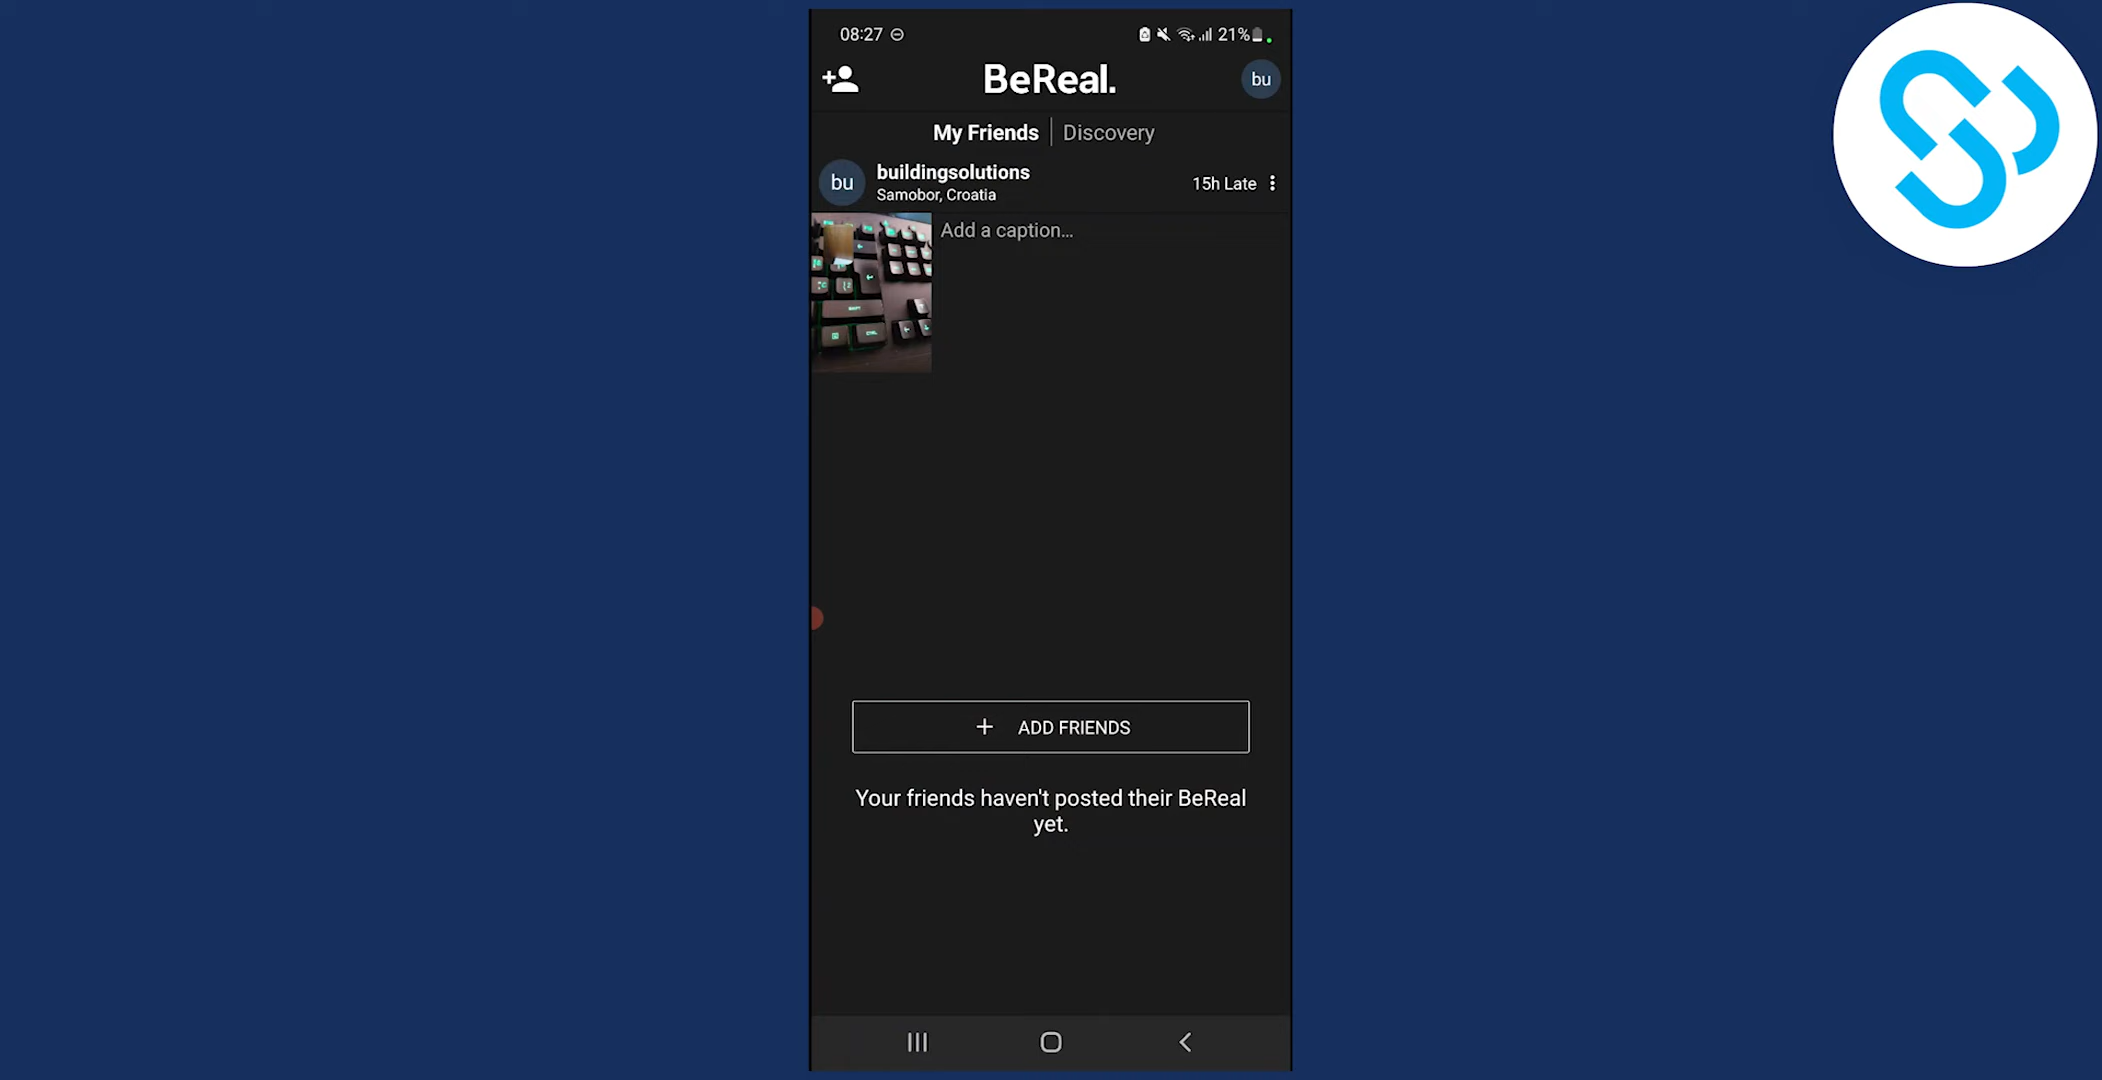 08:27
21%
BeReal.
bu
My Friends | Discovery
bu
buildingsolutions
Samobor, Croatia
15h Late
Add a caption...
+ ADD FRIENDS
Your friends haven't posted their BeReal
yet.